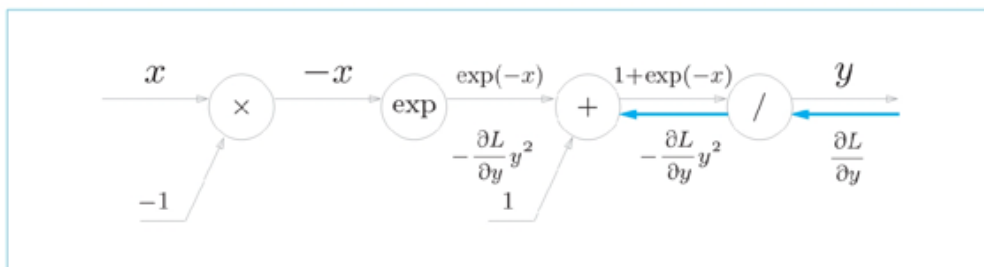 x
−x
exp(−x)
1+exp(−x)
y
×
exp
+
/
−∂L/∂y y²
−∂L/∂y y²
∂L/∂y
−1
1